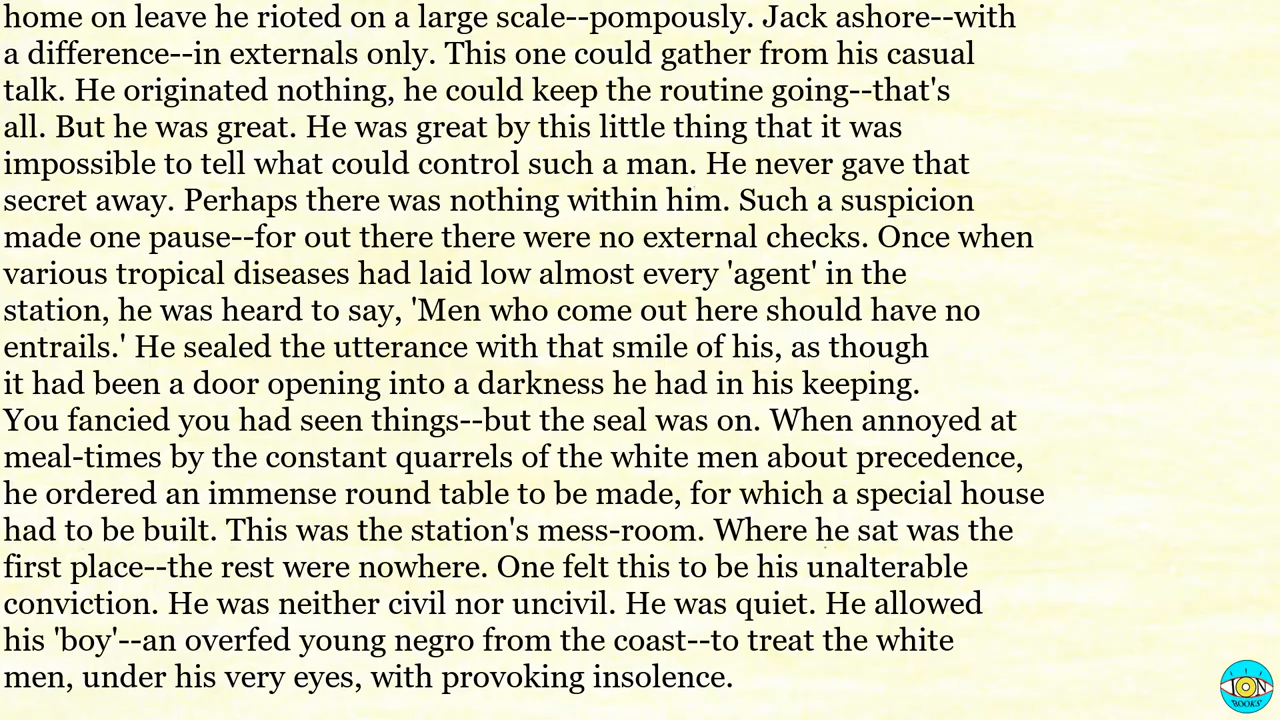 home on leave he rioted on a large scale--pompously. Jack ashore--with
a difference--in externals only. This one could gather from his casual
talk. He originated nothing, he could keep the routine going--that's
all. But he was great. He was great by this little thing that it was
impossible to tell what could control such a man. He never gave that
secret away. Perhaps there was nothing within him. Such a suspicion
made one pause--for out there there were no external checks. Once when
various tropical diseases had laid low almost every 'agent' in the
station, he was heard to say, 'Men who come out here should have no
entrails.' He sealed the utterance with that smile of his, as though
it had been a door opening into a darkness he had in his keeping.
You fancied you had seen things--but the seal was on. When annoyed at
meal-times by the constant quarrels of the white men about precedence,
he ordered an immense round table to be made, for which a special house
had to be built. This was the station's mess-room. Where he sat was the
first place--the rest were nowhere. One felt this to be his unalterable
conviction. He was neither civil nor uncivil. He was quiet. He allowed
his 'boy'--an overfed young negro from the coast--to treat the white
men, under his very eyes, with provoking insolence.
ION
BOOKS